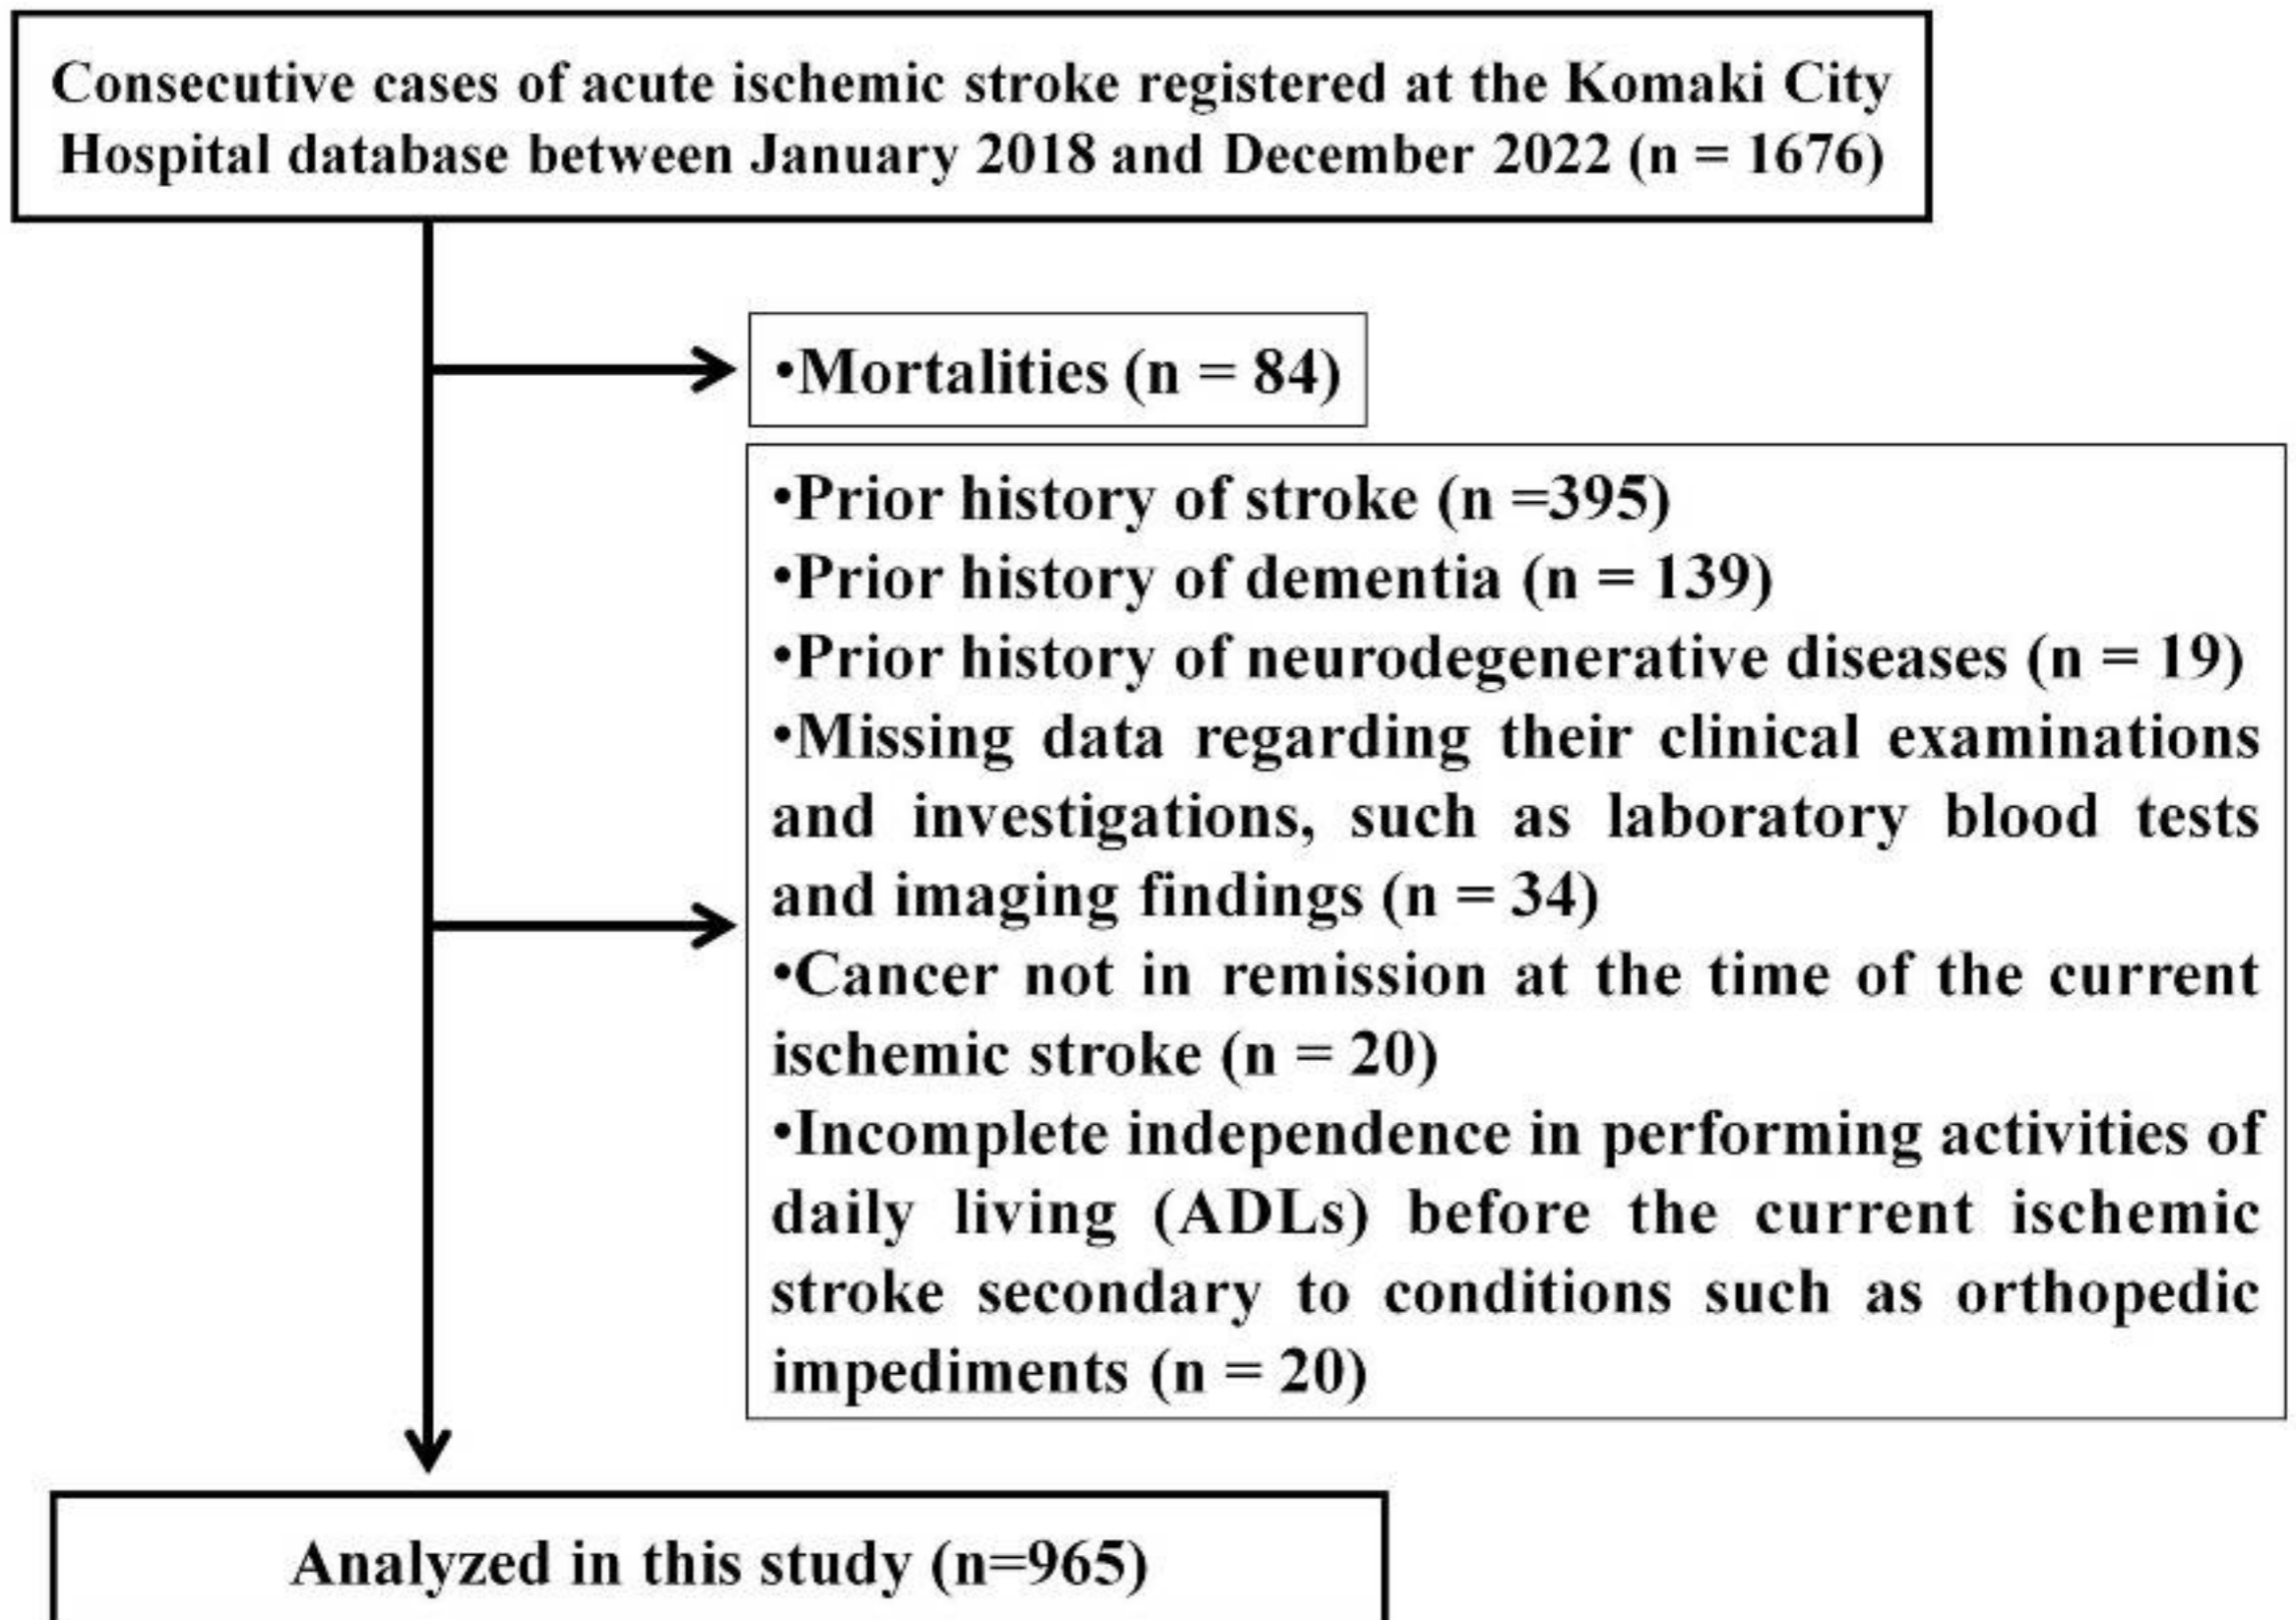 Consecutive cases of acute ischemic stroke registered at the Komaki City
Hospital database between January 2018 and December 2022 (n = 1676)
•Mortalities (n = 84)
•Prior history of stroke (n =395)
•Prior history of dementia (n = 139)
•Prior history of neurodegenerative diseases (n = 19)
•Missing data regarding their clinical examinations
and investigations, such as laboratory blood tests
and imaging findings (n = 34)
•Cancer not in remission at the time of the current
ischemic stroke (n = 20)
•Incomplete independence in performing activities of
daily living (ADLs) before the current ischemic
stroke secondary to conditions such as orthopedic
impediments (n = 20)
Analyzed in this study (n=965)